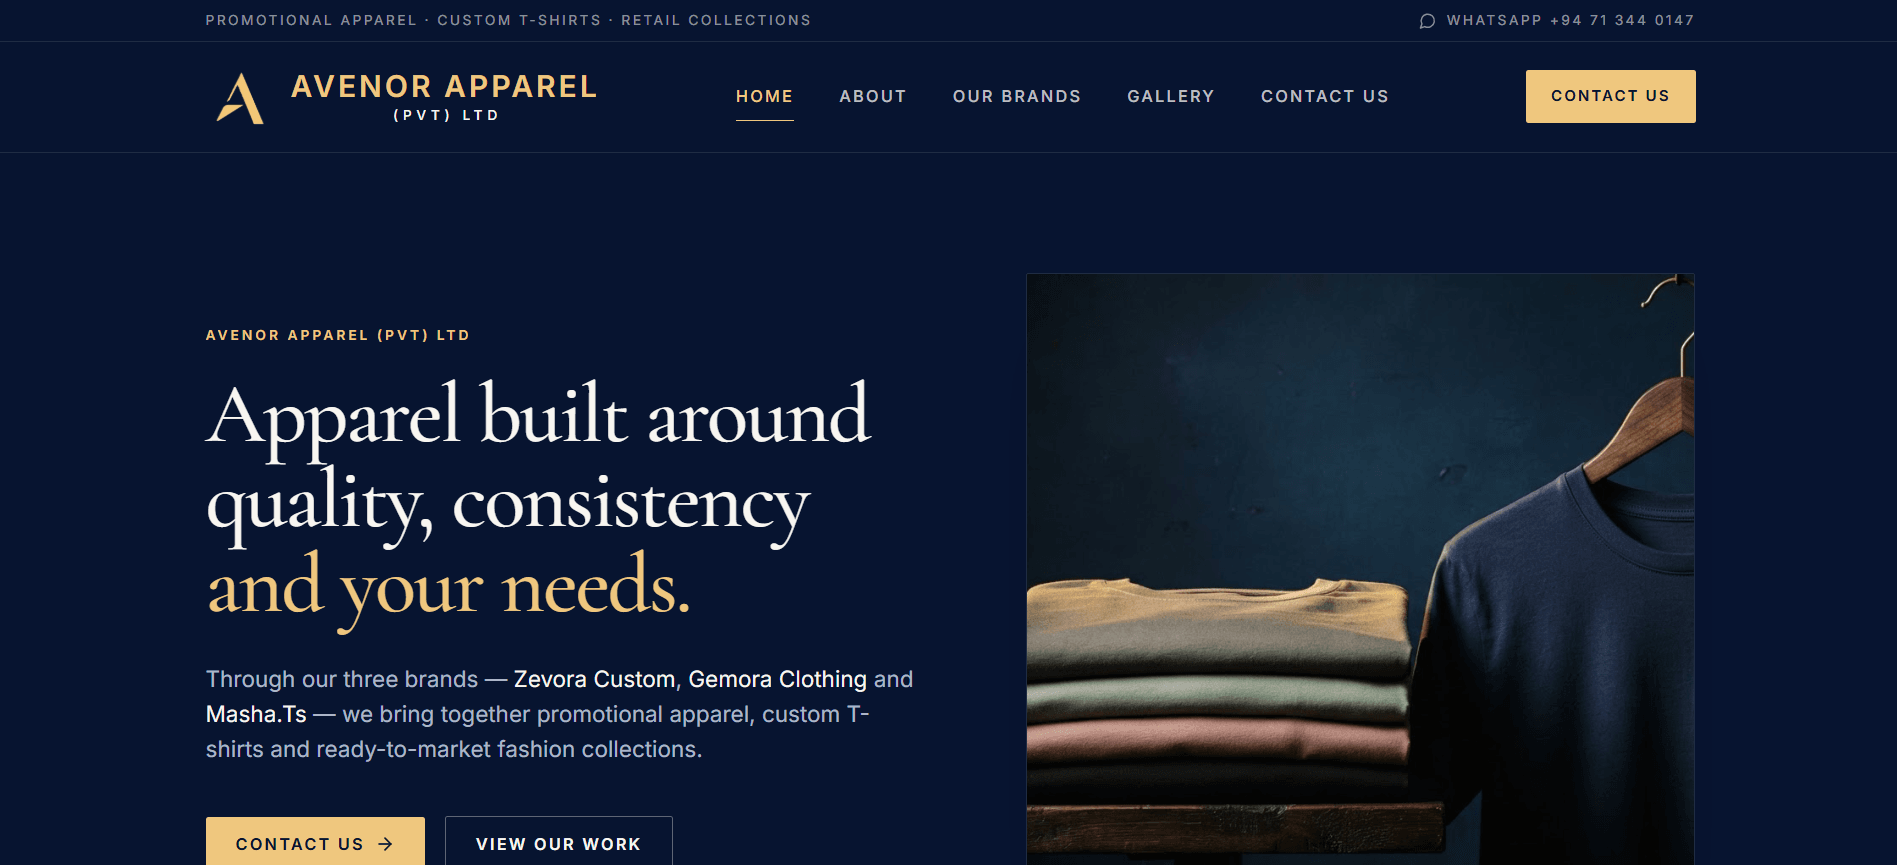 PROMOTIONAL APPAREL · CUSTOM T-SHIRTS · RETAIL COLLECTIONS
WHATSAPP +94 71 344 0147
AVENOR APPAREL
(PVT) LTD
HOME
ABOUT
OUR BRANDS
GALLERY
CONTACT US
CONTACT US
AVENOR APPAREL (PVT) LTD
Apparel built around
quality, consistency
and your needs.
Through our three brands — Zevora Custom, Gemora Clothing and
Masha.Ts — we bring together promotional apparel, custom T-
shirts and ready-to-market fashion collections.
CONTACT US →
VIEW OUR WORK